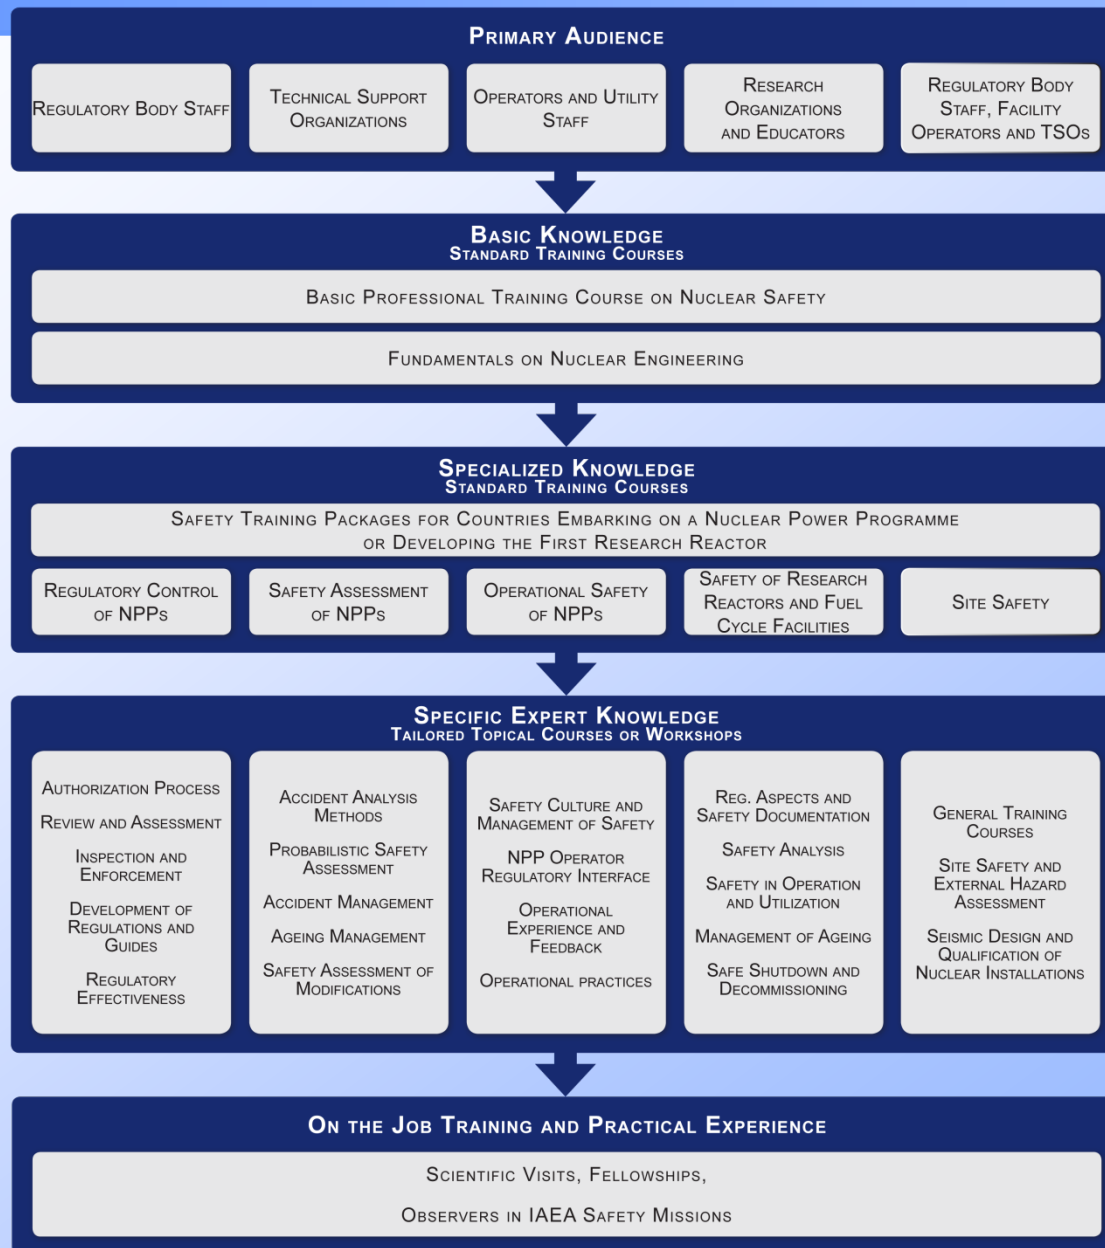 PRIMARY AUDIENCE
REGULATORY BODY STAFF
TECHNICAL SUPPORT
ORGANIZATIONS
OPERATORS AND UTILITY
STAFF
RESEARCH
ORGANIZATIONS
AND EDUCATORS
REGULATORY BODY
STAFF, FACILITY
OPERATORS AND TSOS
BASIC KNOWLEDGE
STANDARD TRAINING COURSES
BASIC PROFESSIONAL TRAINING COURSE ON NUCLEAR SAFETY
FUNDAMENTALS ON NUCLEAR ENGINEERING
SPECIALIZED KNOWLEDGE
STANDARD TRAINING COURSES
SAFETY TRAINING PACKAGES FOR COUNTRIES EMBARKING ON A NUCLEAR POWER PROGRAMME
OR DEVELOPING THE FIRST RESEARCH REACTOR
REGULATORY CONTROL
OF NPPS
SAFETY ASSESSMENT
OF NPPS
OPERATIONAL SAFETY
OF NPPS
SAFETY OF RESEARCH
REACTORS AND FUEL
CYCLE FACILITIES
SITE SAFETY
SPECIFIC EXPERT KNOWLEDGE
TAILORED TOPICAL COURSES OR WORKSHOPS
AUTHORIZATION PROCESS
REVIEW AND ASSESSMENT
INSPECTION AND
ENFORCEMENT
DEVELOPMENT OF
REGULATIONS AND
GUIDES
REGULATORY
EFFECTIVENESS
ACCIDENT ANALYSIS
METHODS
PROBABILISTIC SAFETY
ASSESSMENT
ACCIDENT MANAGEMENT
AGEING MANAGEMENT
SAFETY ASSESSMENT OF
MODIFICATIONS
SAFETY CULTURE AND
MANAGEMENT OF SAFETY
NPP OPERATOR
REGULATORY INTERFACE
OPERATIONAL
EXPERIENCE AND
FEEDBACK
OPERATIONAL PRACTICES
REG. ASPECTS AND
SAFETY DOCUMENTATION
SAFETY ANALYSIS
SAFETY IN OPERATION
AND UTILIZATION
MANAGEMENT OF AGEING
SAFE SHUTDOWN AND
DECOMMISSIONING
GENERAL TRAINING
COURSES
SITE SAFETY AND
EXTERNAL HAZARD
ASSESSMENT
SEISMIC DESIGN AND
QUALIFICATION OF
NUCLEAR INSTALLATIONS
ON THE JOB TRAINING AND PRACTICAL EXPERIENCE
SCIENTIFIC VISITS, FELLOWSHIPS,
OBSERVERS IN IAEA SAFETY MISSIONS